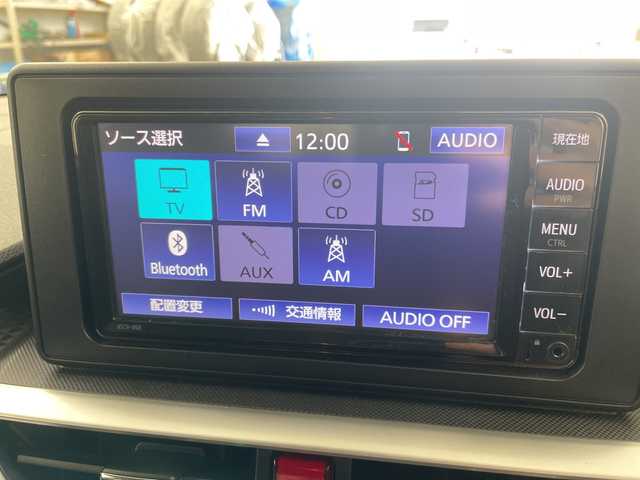 ソース選択
12:00
AUDIO
TV
FM
CD
SD
Bluetooth
AUX
AM
配置変更
交通情報
AUDIO OFF
現在地
AUDIO
PWR
MENU
CTRL
VOL+
VOL−